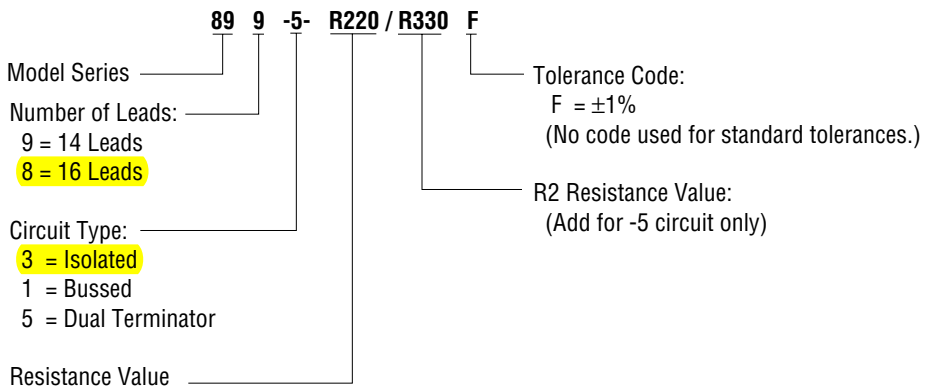 89 9 -5- R220 / R330 F
Model Series
Number of Leads:
9 = 14 Leads
8 = 16 Leads
Circuit Type:
3 = Isolated
1 = Bussed
5 = Dual Terminator
Resistance Value
Tolerance Code:
F = ±1%
(No code used for standard tolerances.)
R2 Resistance Value:
(Add for -5 circuit only)